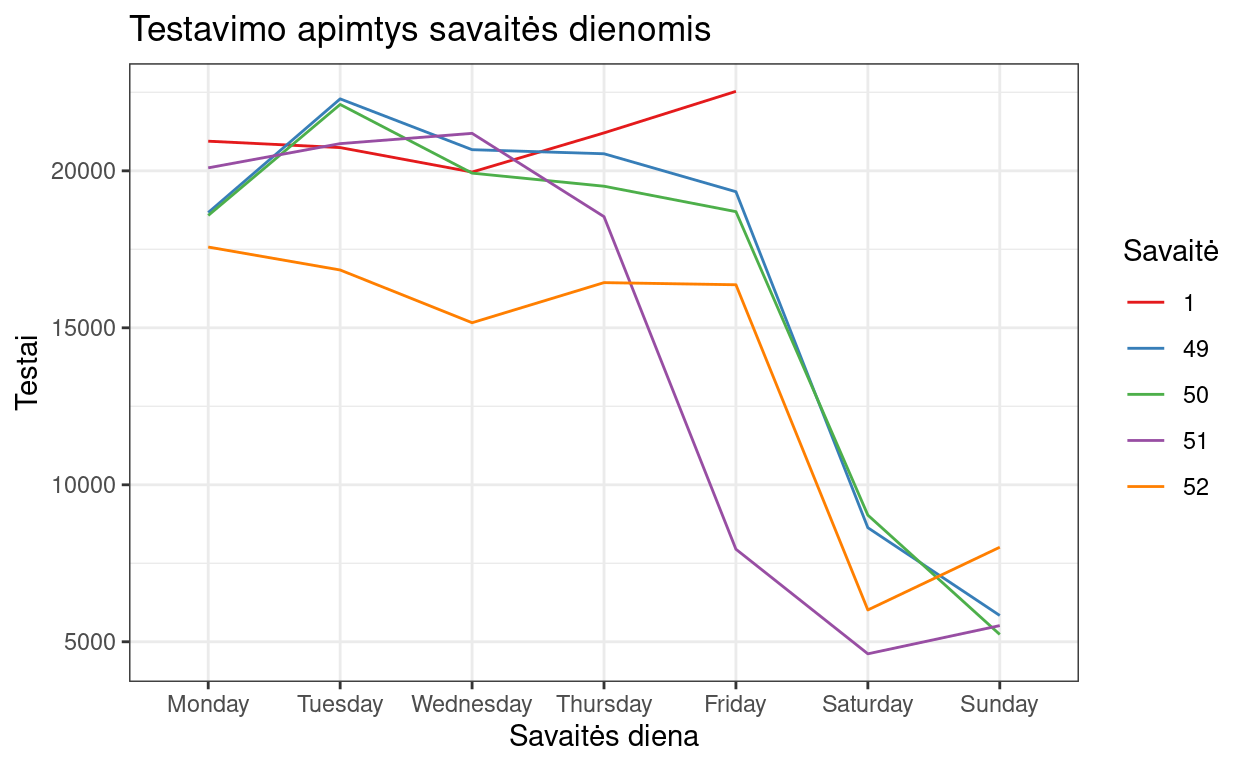 Testavimo apimtys savaitės dienomis
Testai
20000
15000
10000
5000
Monday Tuesday Wednesday Thursday Friday Saturday Sunday
Savaitės diena
Savaitė
1
49
50
51
52